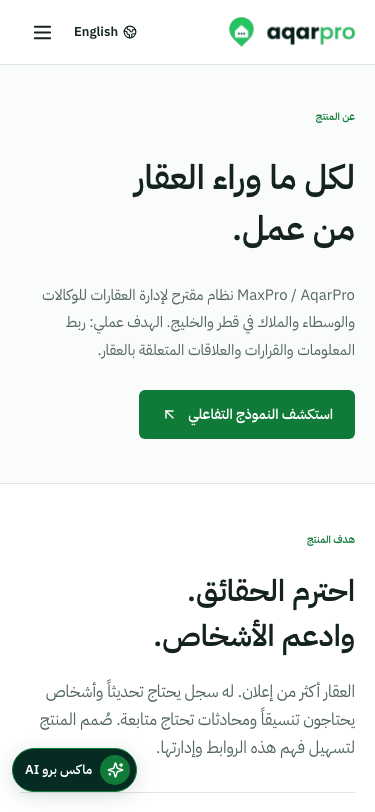 aqarpro
English
عن المنتج
لكل ما وراء العقار
من عمل.
MaxPro / AqarPro نظام مقترح لإدارة العقارات للوكالات
والوسطاء والملاك في قطر والخليج. الهدف عملي: ربط
المعلومات والقرارات والعلاقات المتعلقة بالعقار.
استكشف النموذج التفاعلي
هدف المنتج
احترم الحقائق.
وادعم الأشخاص.
العقار أكثر من إعلان. له سجل يحتاج تحديثاً وأشخاص
يحتاجون تنسيقاً ومحادثات تحتاج متابعة. صُمم المنتج
لتسهيل فهم هذه الروابط وإدارتها.
ماكس برو AI